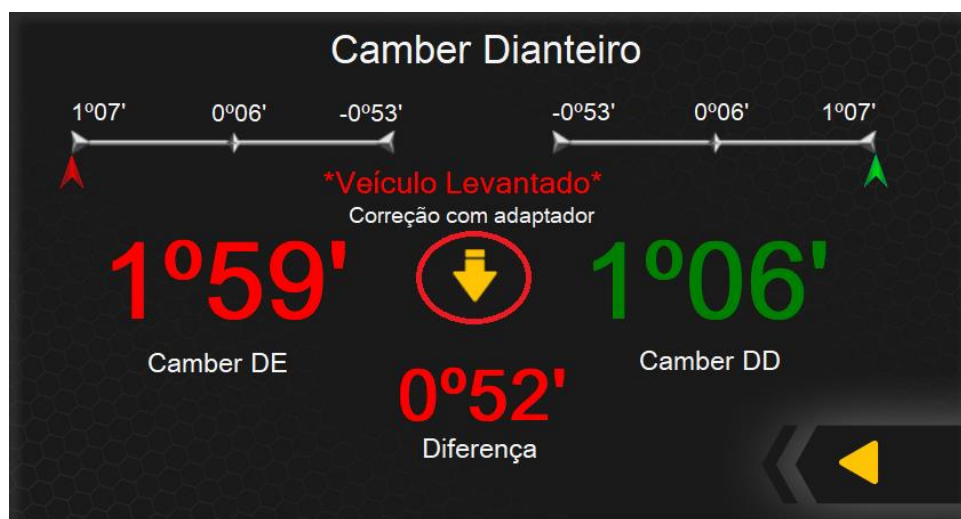 Camber Dianteiro
1º07' 0º06' -0º53' -0º53' 0º06' 1º07'
*Veículo Levantado*
Correção com adaptador
1º59' 1º06'
Camber DE Camber DD
0º52'
Diferença